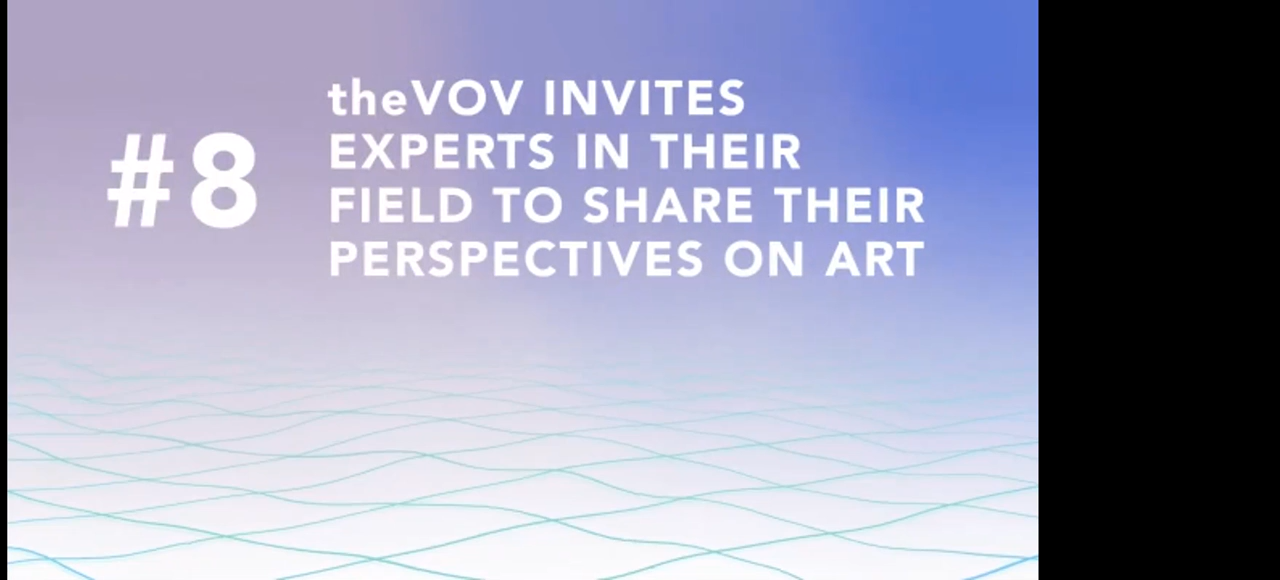 #8
theVOV INVITES
EXPERTS IN THEIR
FIELD TO SHARE THEIR
PERSPECTIVES ON ART